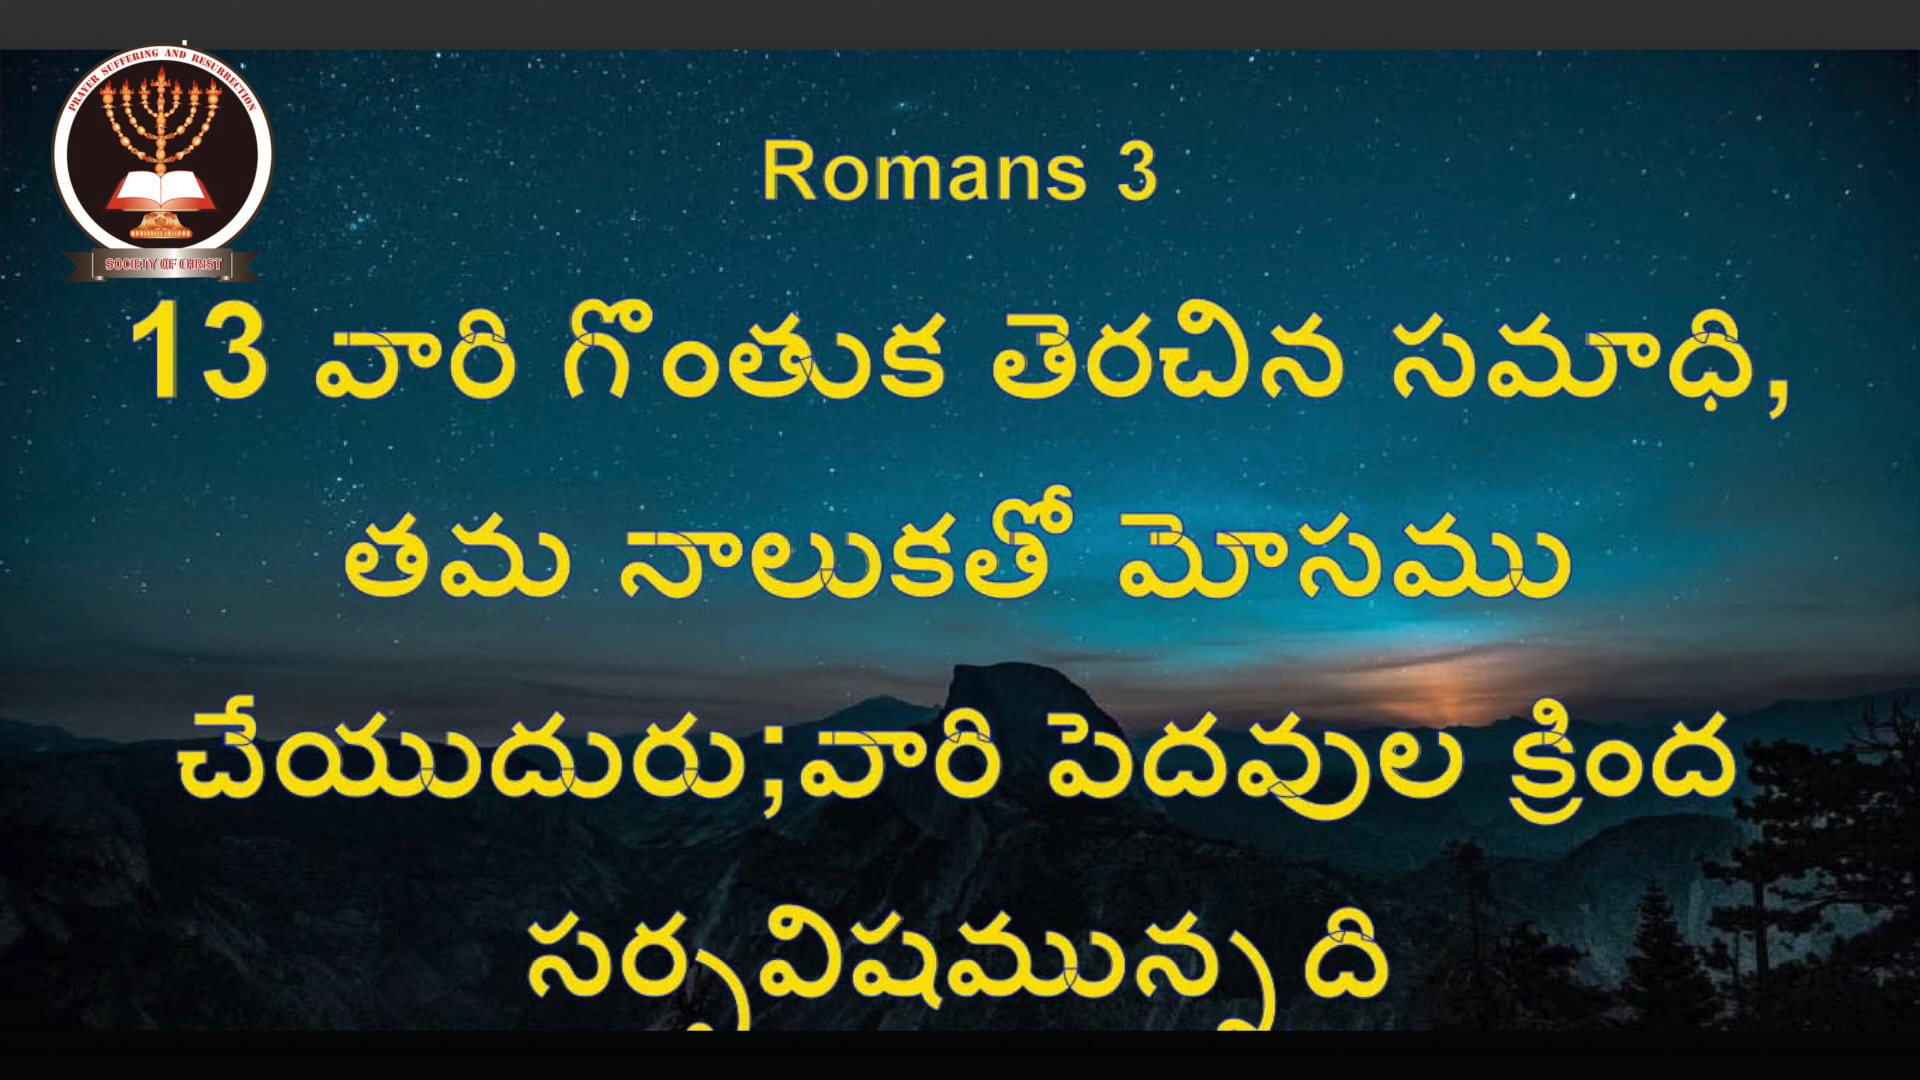 PRAYER SUFFERING AND RESURRECTION
SOCIETY OF CHRIST
Romans 3
13 వారి గొంతుక తెరచిన సమాధి,
తమ నాలుకతో మోసము
చేయుదురు;వారి పెదవుల క్రింద
సర్పవిషమున్నది